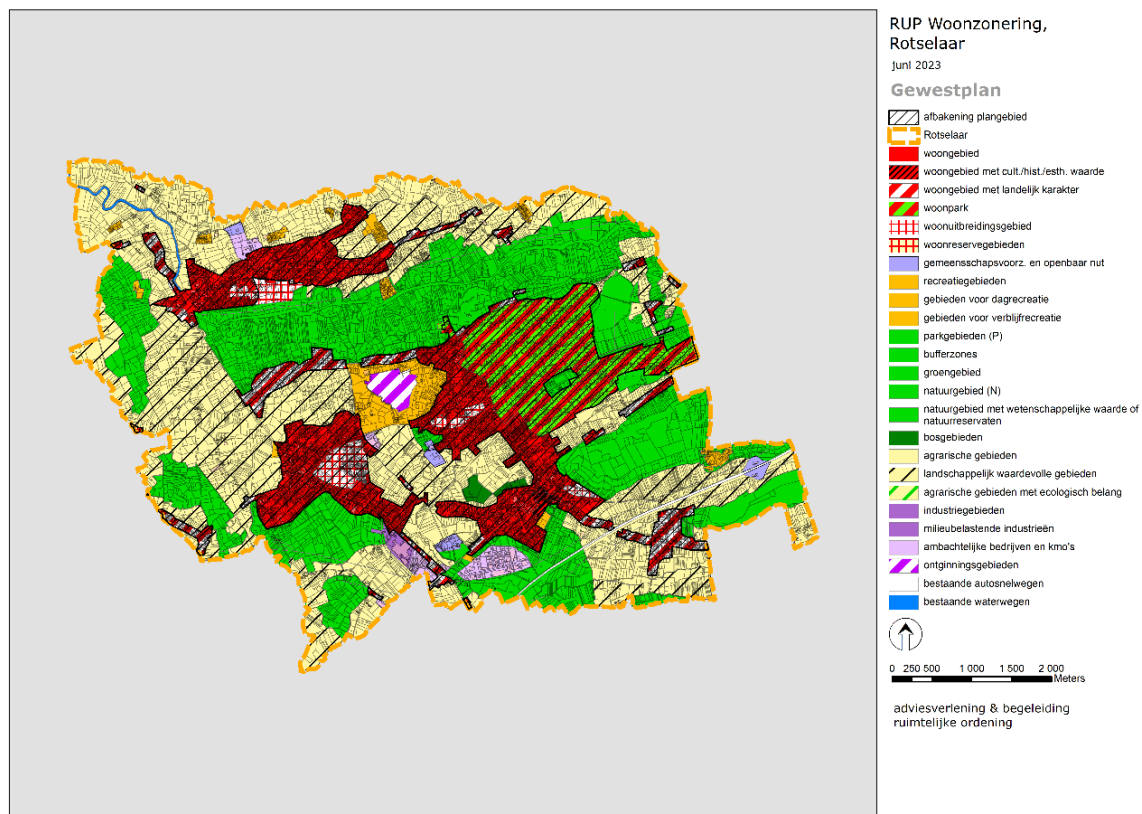 RUP Woonzonering,
Rotselaar
juni 2023
Gewestplan
afbakening plangebied
Rotselaar
woongebied
woongebied met cult./hist./esth. waarde
woongebied met landelijk karakter
woonpark
woonuitbreidingsgebied
woonreservegebieden
gemeenschapsvoorz. en openbaar nut
recreatiegebieden
gebieden voor dagrecreatie
gebieden voor verblijfrecreatie
parkgebieden (P)
bufferzones
groengebied
natuurgebied (N)
natuurgebied met wetenschappelijke waarde of
natuurreservaten
bosgebieden
agrarische gebieden
landschappelijk waardevolle gebieden
agrarische gebieden met ecologisch belang
industriegebieden
milieubelastende industrieën
ambachtelijke bedrijven en kmo's
ontginningsgebieden
bestaande autosnelwegen
bestaande waterwegen
0 250 500 1 000 1 500 2 000
Meters
adviesverlening & begeleiding
ruimtelijke ordening